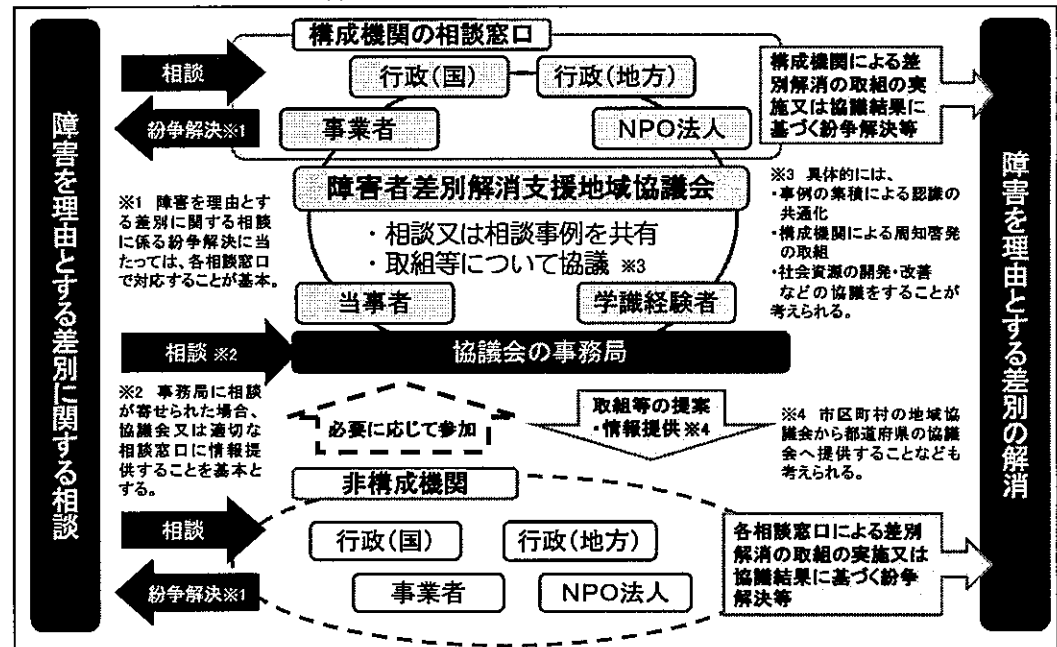 障害を理由とする差別に関する相談
構成機関の相談窓口
相談
行政(国)
行政(地方)
紛争解決※1
事業者
NPO法人
構成機関による差
別解消の取組の実
施又は協議結果に
基づく紛争解決等
障害者差別解消支援地域協議会
※1 障害を理由とす
る差別に関する相談
に係る紛争解決に当
たっては、各相談窓口
で対応することが基本。
・相談又は相談事例を共有
・取組等について協議 ※3
※3 具体的には、
・事例の集積による認識の
共通化
・構成機関による周知啓発
の取組
・社会資源の開発・改善
などの協議をすることが
考えられる。
当事者
学識経験者
相談 ※2
協議会の事務局
※2 事務局に相談
が寄せられた場合、
協議会又は適切な
相談窓口に情報提
供することを基本と
する。
必要に応じて参加
取組等の提案
・情報提供 ※4
※4 市区町村の地域協
議会から都道府県の協議
会へ提供することなども
考えられる。
非構成機関
相談
行政(国)
行政(地方)
紛争解決※1
事業者
NPO法人
各相談窓口による差別
解消の取組の実施又は
協議結果に基づく紛争
解決等
障害を理由とする差別の解消